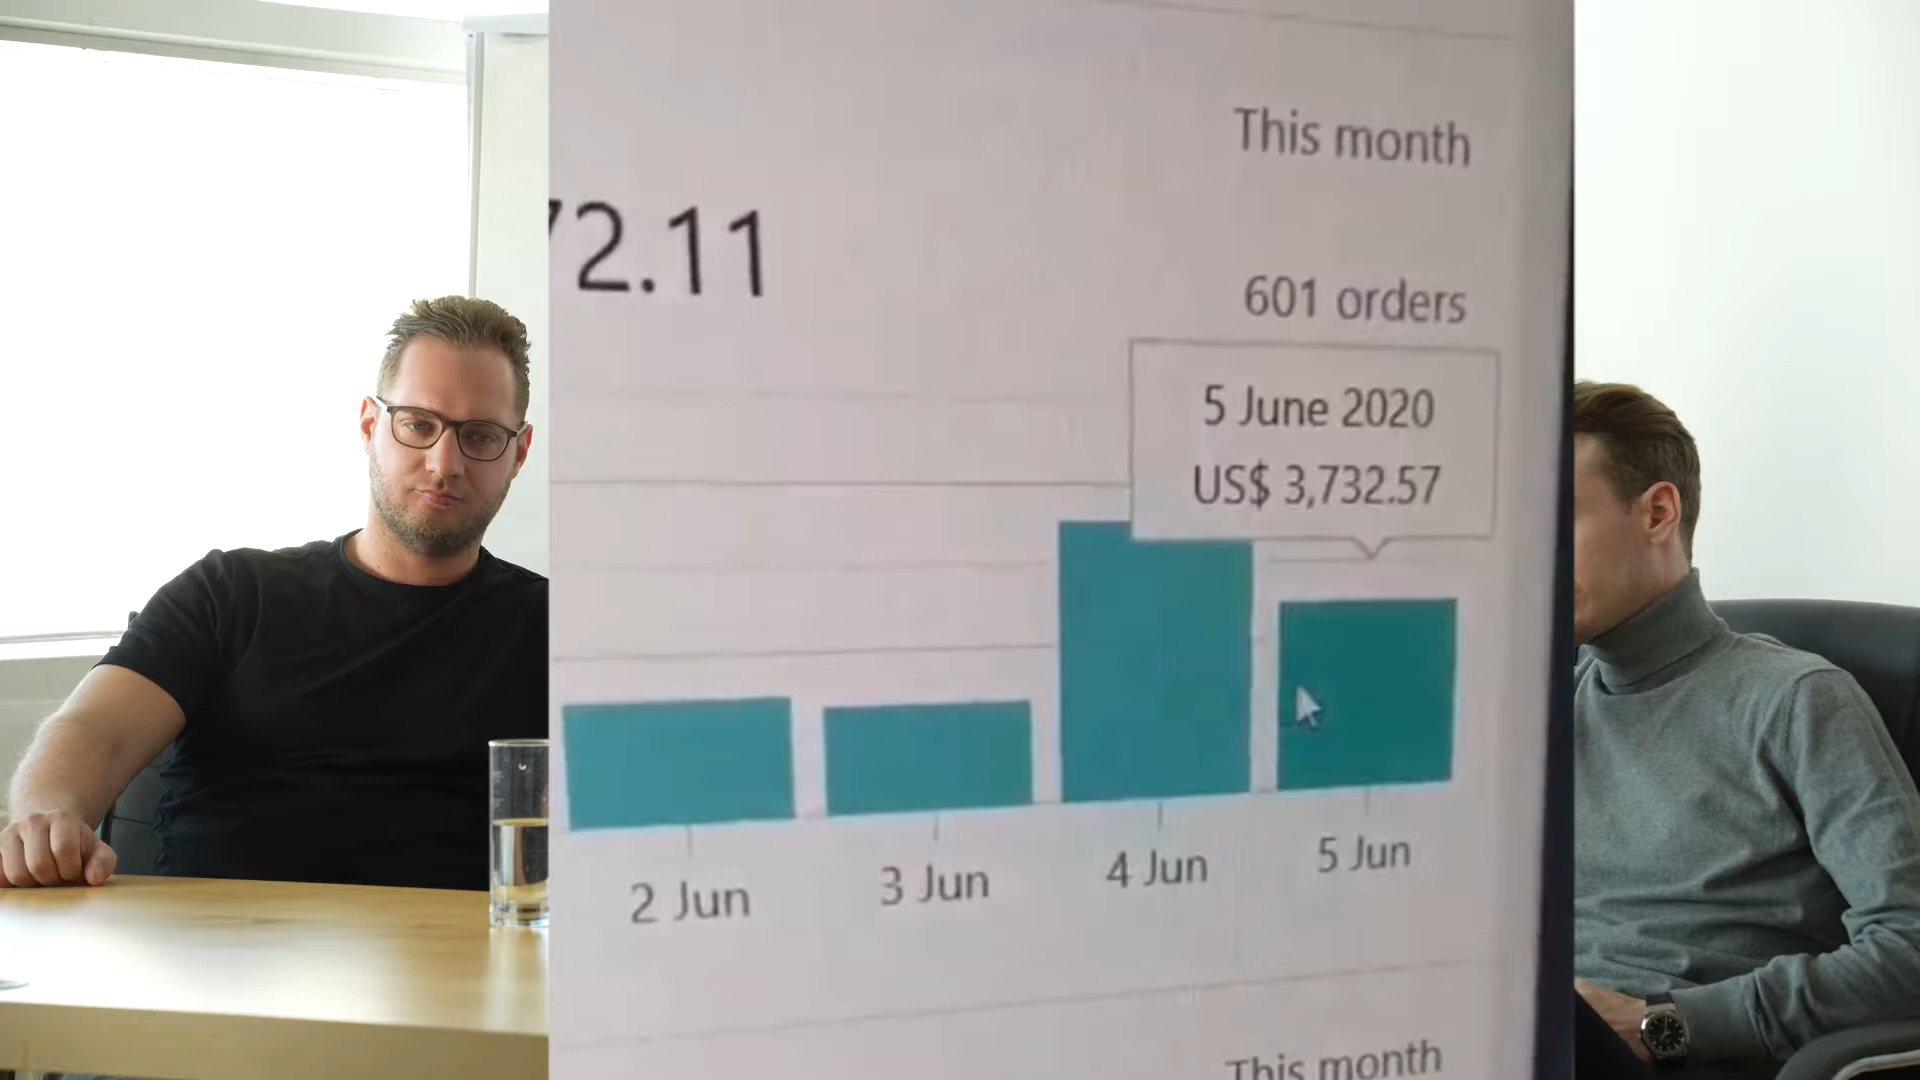 This month
72.11
601 orders
5 June 2020
US$ 3,732.57
2 Jun
3 Jun
4 Jun
5 Jun
This month